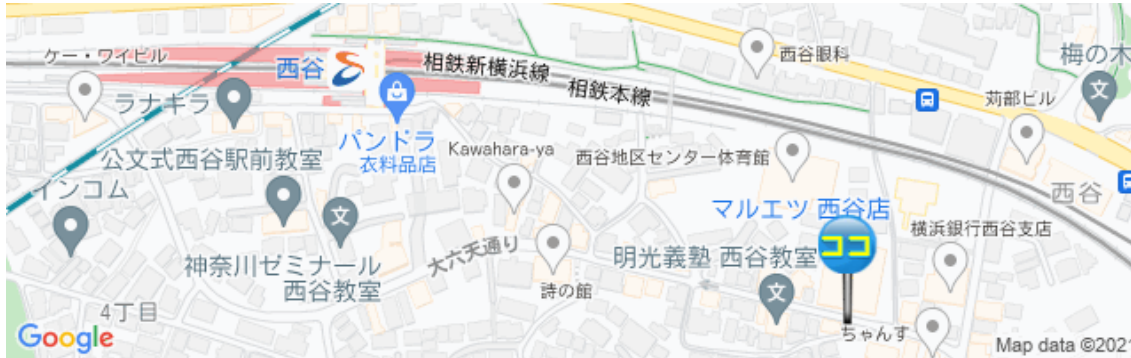 ケー・ワイビル
西谷
相鉄新横浜線
相鉄本線
西谷眼科
梅の木
ラナキラ
苅部ビル
パンドラ
衣料品店
公文式西谷駅前教室
Kawahara-ya
西谷地区センター体育館
インコム
西谷
マルエツ 西谷店
横浜銀行西谷支店
ココ
大六天通り
神奈川ゼミナール
西谷教室
明光義塾 西谷教室
詩の館
4丁目
ちゃんす
Google
Map data ©2021